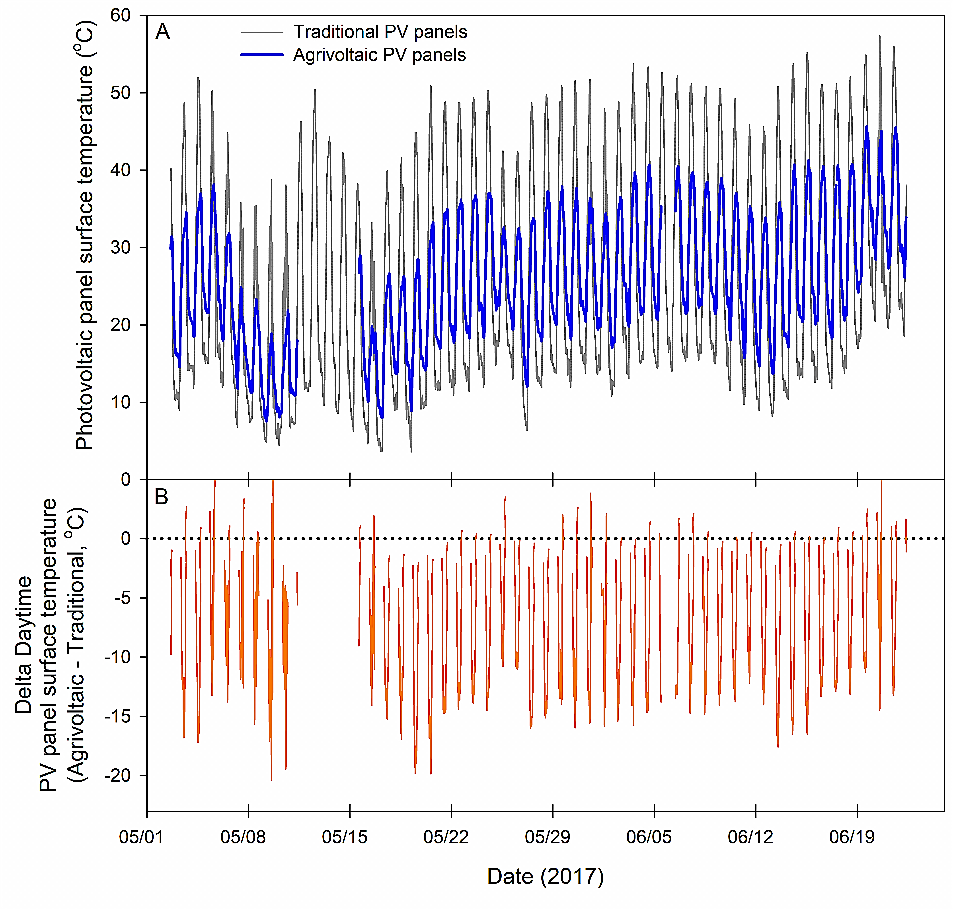 A
Traditional PV panels
Agrivoltaic PV panels
Photovoltaic panel surface temperature (°C)
60
50
40
30
20
10
0
B
Delta Daytime
PV panel surface temperature
(Agrivoltaic - Traditional, °C)
0
-5
-10
-15
-20
05/01 05/08 05/15 05/22 05/29 06/05 06/12 06/19
Date (2017)